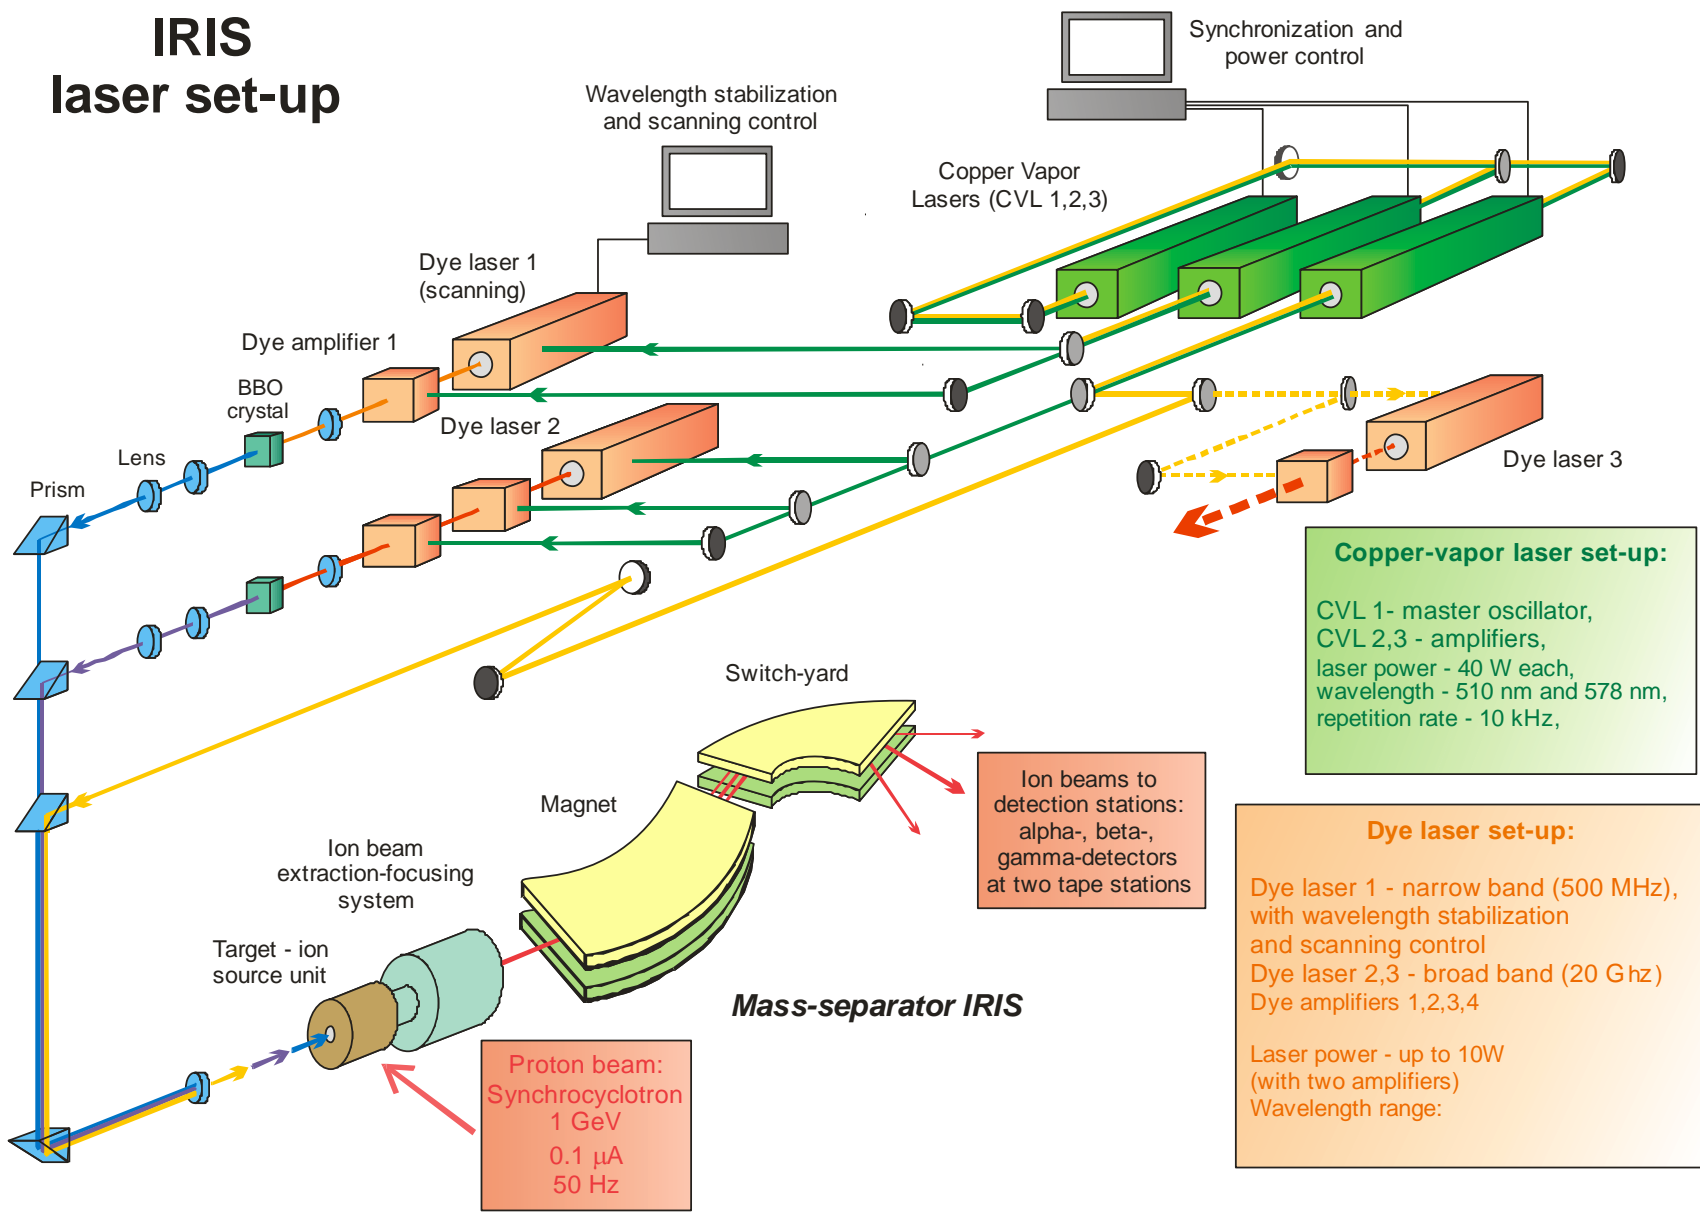 IRIS
laser set-up
Synchronization and
power control
Wavelength stabilization
and scanning control
Copper Vapor
Lasers (CVL 1,2,3)
Dye laser 1
(scanning)
Dye amplifier 1
BBO
crystal
Dye laser 2
Lens
Prism
Dye laser 3
Copper-vapor laser set-up:
CVL 1- master oscillator,
CVL 2,3 - amplifiers,
laser power - 40 W each,
wavelength - 510 nm and 578 nm,
repetition rate - 10 kHz,
Switch-yard
Ion beams to
detection stations:
alpha-, beta-,
gamma-detectors
at two tape stations
Magnet
Ion beam
extraction-focusing
system
Target - ion
source unit
Mass-separator IRIS
Dye laser set-up:
Dye laser 1 - narrow band (500 MHz),
with wavelength stabilization
and scanning control
Dye laser 2,3 - broad band (20 Ghz)
Dye amplifiers 1,2,3,4
Laser power - up to 10W
(with two amplifiers)
Wavelength range:
Proton beam:
Synchrocyclotron
1 GeV
0.1 μA
50 Hz